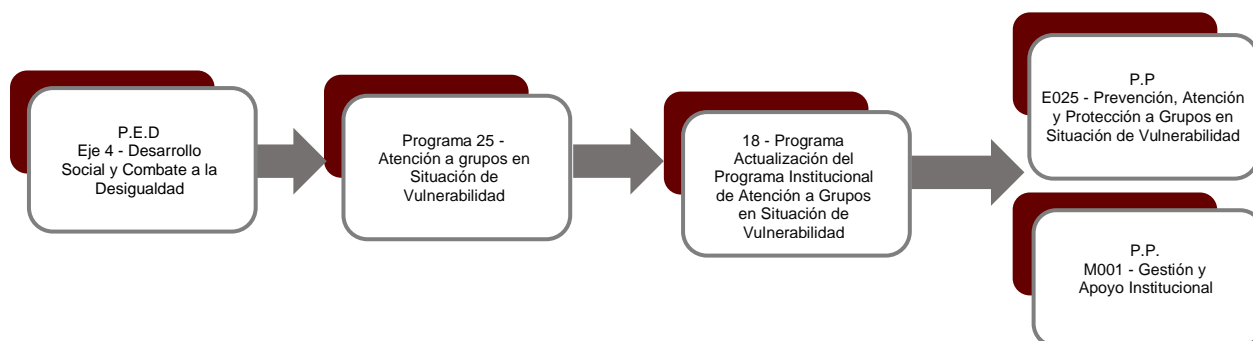 P.E.D
Eje 4 - Desarrollo
Social y Combate a la
Desigualdad
Programa 25 -
Atención a grupos en
Situación de
Vulnerabilidad
18 - Programa
Actualización del
Programa Institucional
de Atención a Grupos
en Situación de
Vulnerabilidad
P.P
E025 - Prevención, Atención
y Protección a Grupos en
Situación de Vulnerabilidad
P.P.
M001 - Gestión y
Apoyo Institucional